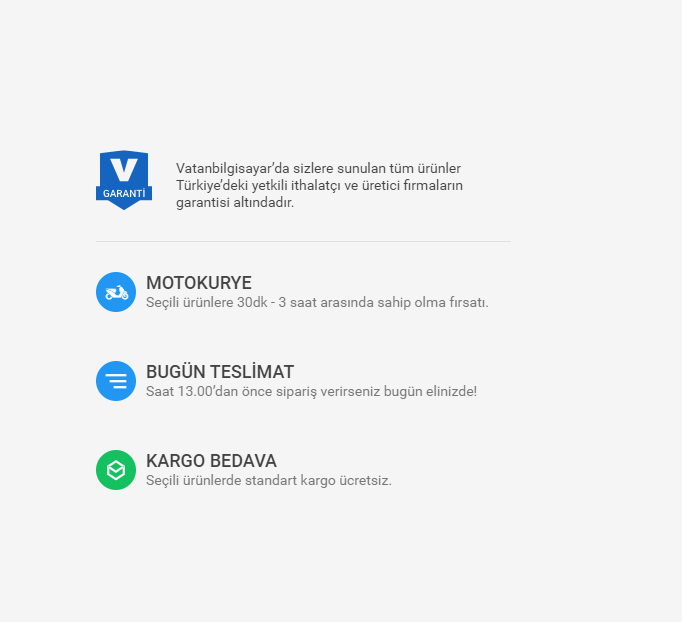 V
GARANTİ
Vatanbilgisayar’da sizlere sunulan tüm ürünler
Türkiye’deki yetkili ithalatçı ve üretici firmaların
garantisi altındadır.
MOTOKURYE
Seçili ürünlere 30dk - 3 saat arasında sahip olma fırsatı.
BUGÜN TESLİMAT
Saat 13.00’dan önce sipariş verirseniz bugün elinizde!
KARGO BEDAVA
Seçili ürünlerde standart kargo ücretsiz.